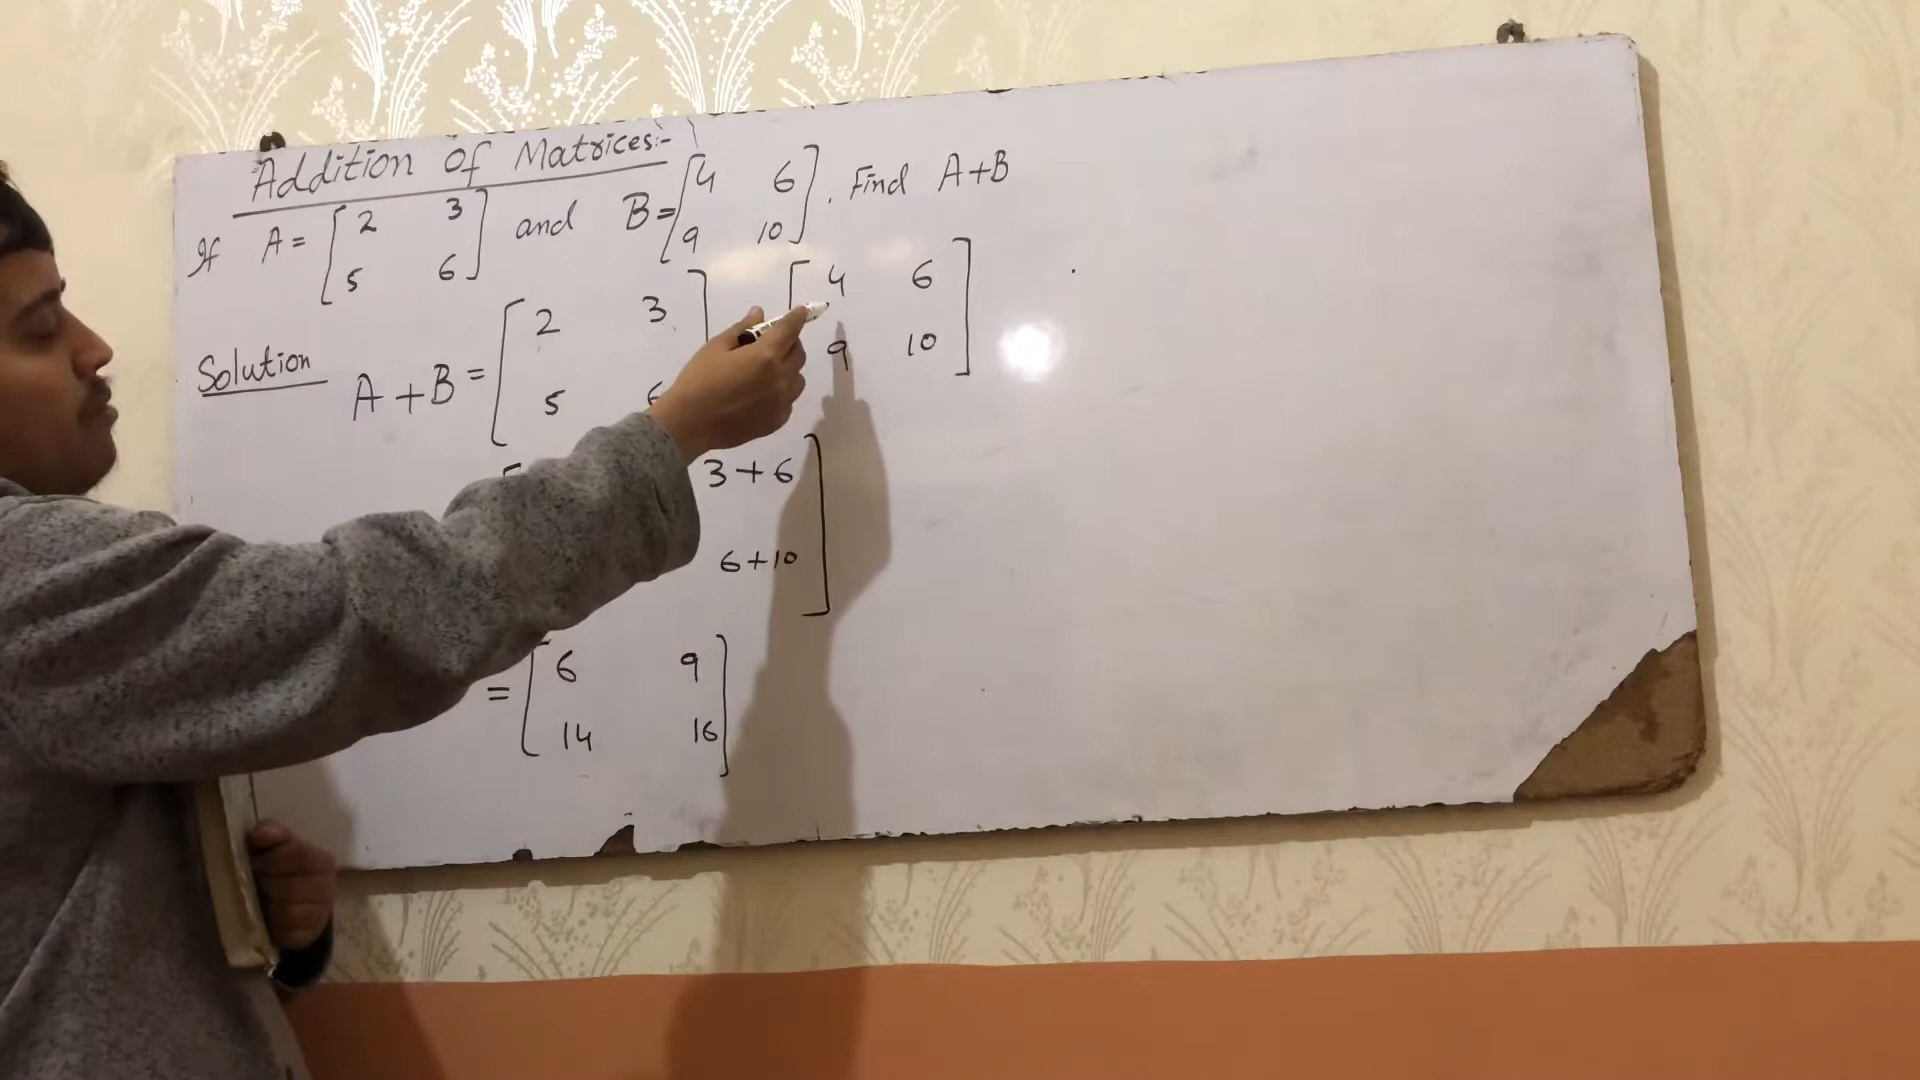 Addition of Matrices:-
If A = [2 3 5 6] and B = [4 6 9 10]. Find A+B
Solution A+B = [2 3 5 6] [4 6 9 10]
3+6
6+10]
= [6 9
14 16]